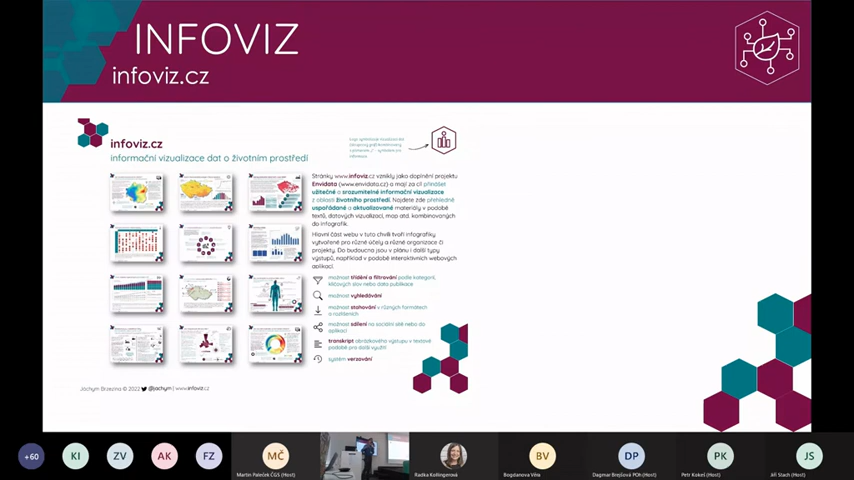 INFOVIZ
infoviz.cz
infoviz.cz
informační vizualizace dat o životním prostředí
Stránky www.infoviz.cz vznikly jako doplnění projektu
Envidata (www.envidata.cz) a mají za cíl přinášet
užitečné a srozumitelné informační vizualizace
z oblasti životního prostředí. Najdete zde přehledně
uspořádané a aktualizované materiály v podobě
textů, datových vizualizací, map atd. kombinovaných
do infografik.
Hlavní část webu v tuto chvíli tvoří infografiky
vytvořené pro různé účely a různé organizace či
projekty. Do budoucna jsou v plánu i další typy
výstupů, například v podobě interaktivních webových
aplikací.
možnost třídění a filtrování podle kategorií,
klíčových slov nebo data publikace
možnost vyhledávání
možnost stahování v různých formátech
a rozlišeních
možnost sdílení na sociální sítě nebo do
aplikací
transkript obrázkového výstupu v textové
podobě pro další využití
systém verzování
Jáchym Brzezina © 2022 @jachym | www.infoviz.cz
+60
KI
ZV
AK
FZ
MČ
BV
DP
PK
JS
Martin Paleček ČGS (Host)
Radka Kolfingerová
Bogdanova Věra
Dagmar Brejšová POh (Host)
Petr Kokeš (Host)
Jiří Stach (Host)